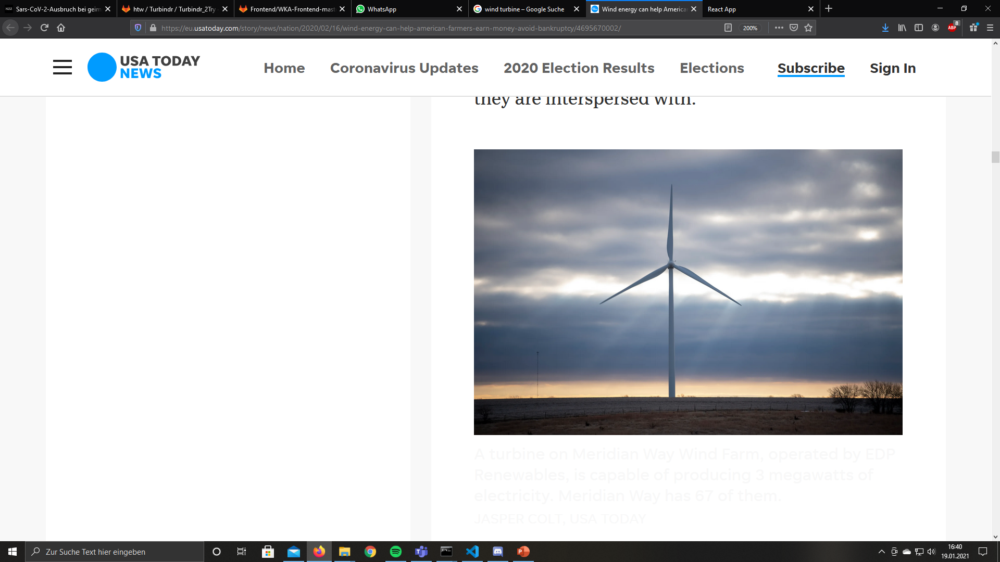 Sars-CoV-2-Ausbruch bei geim
htw / Turbindr / Turbindr_2Try
Frontend/WKA-Frontend-mast
WhatsApp
wind turbine – Google Suche
Wind energy can help America
React App
https://eu.usatoday.com/story/news/nation/2020/02/16/wind-energy-can-help-american-farmers-earn-money-avoid-bankruptcy/4695670002/
200%
ABP
8
USA TODAY
NEWS
Home
Coronavirus Updates
2020 Election Results
Elections
Subscribe
Sign In
they are interspersed with.
A turbine on Meridian Way Wind Farm, operated by EDP
Renewables, is capable of producing 3 megawatts of
electricity. Meridian Way has 67 of them.
JASPER COLT, USA TODAY
Zur Suche Text hier eingeben
16:40
19.01.2021